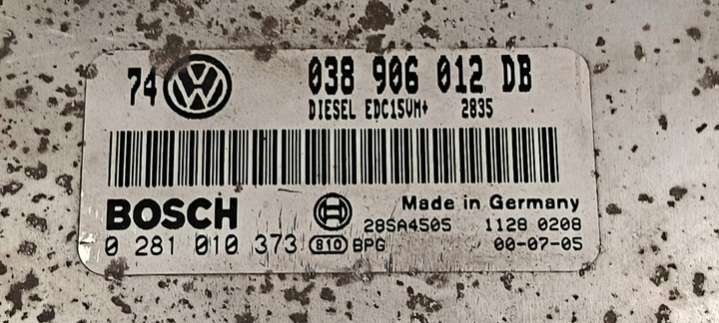 74 VW 038 906 012 DB
DIESEL EDC15VM+ 2835
BOSCH Made in Germany
28SA4505 1128 0208
0 281 010 373 810 BPG 00-07-05